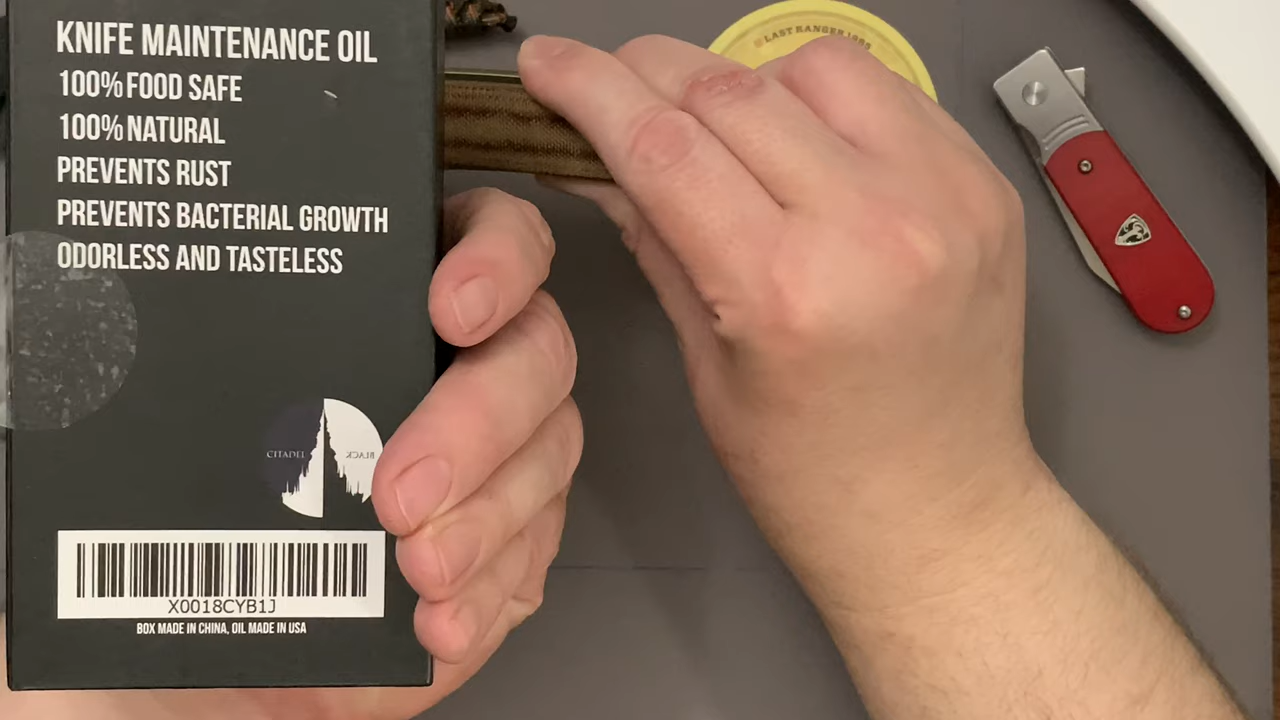 KNIFE MAINTENANCE OIL
100% FOOD SAFE
100% NATURAL
PREVENTS RUST
PREVENTS BACTERIAL GROWTH
ODORLESS AND TASTELESS
CITADEL BLACK
X0018CYB1J
BOX MADE IN CHINA, OIL MADE IN USA
LAST RANGER 1985